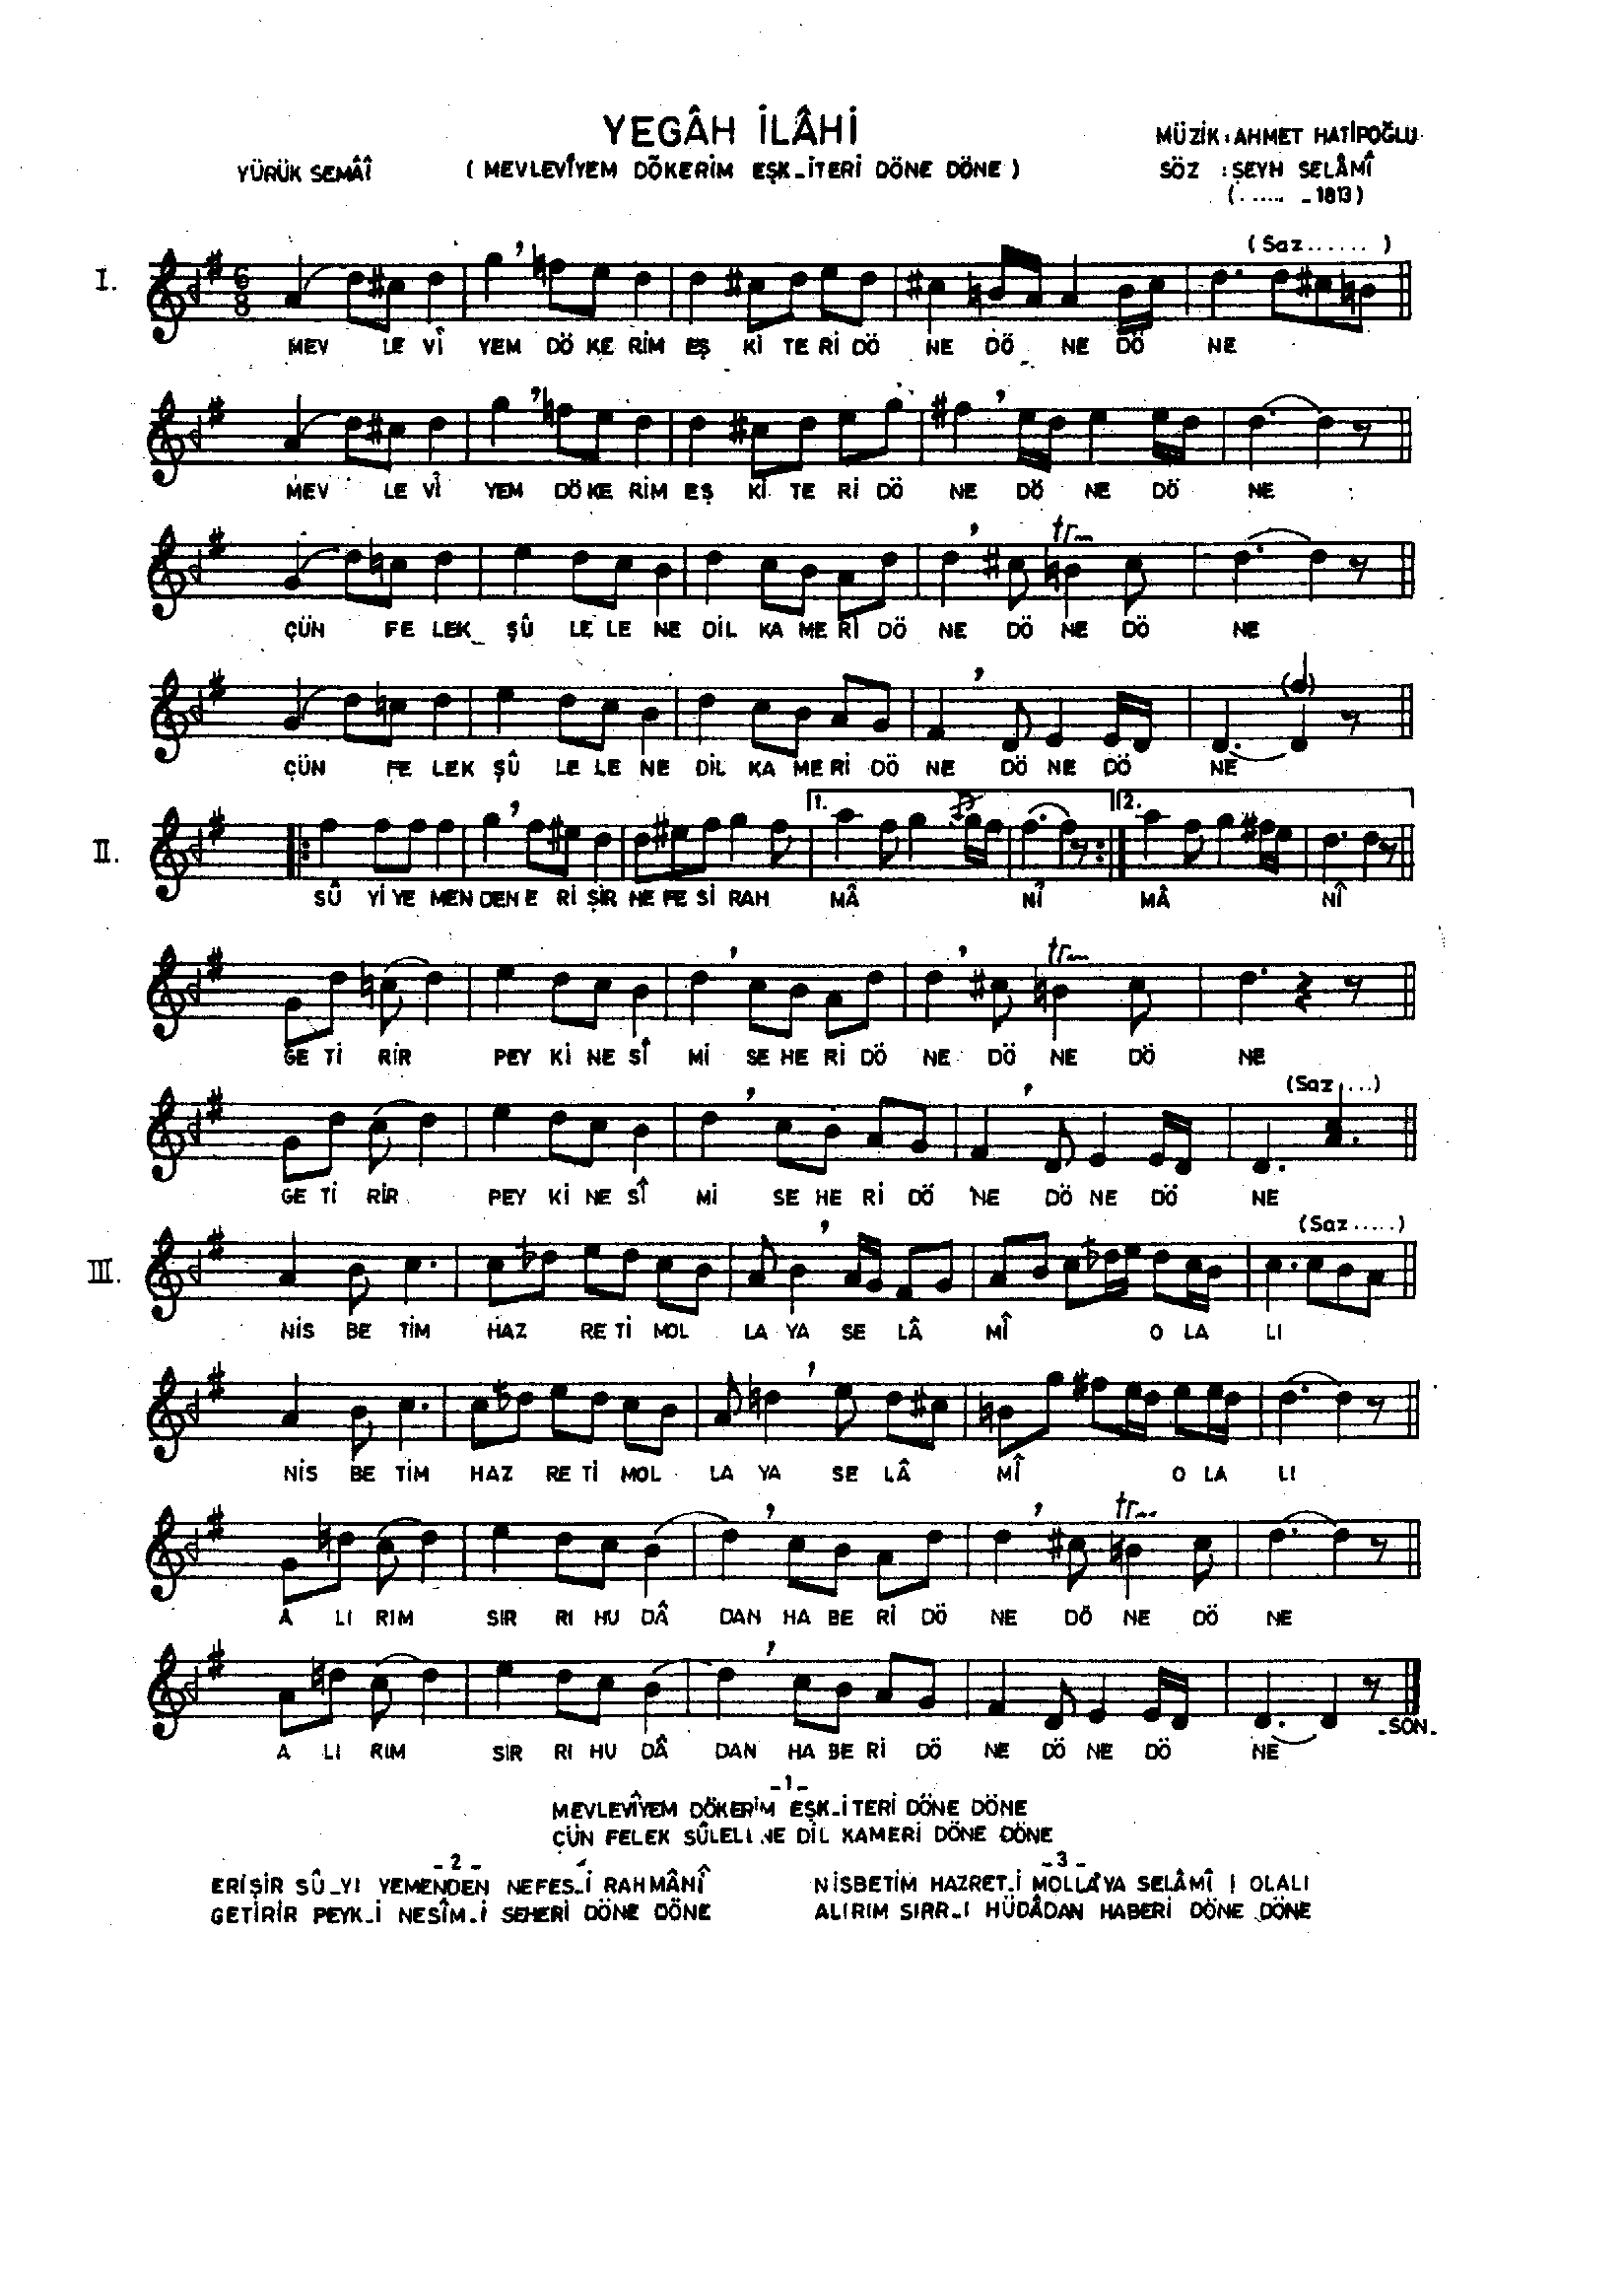 YEGÂH İLÂHİ
MÜZİK : AHMET HATİPOĞLU
YÜRÜK SEMÂÎ
( MEVLEVÎYEM DÖKERİM EŞK_İTERİ DÖNE DÖNE )
SÖZ : ŞEYH SELÂMÎ
(...... _ 1813)
(Saz......)
I.
6
8
MEV LE VÎ YEM DÖ KE RİM EŞ Kİ TE Rİ DÖ NE DÖ NE DÖ NE
MEV LE VÎ YEM DÖ KE RİM EŞ Kİ TE Rİ DÖ NE DÖ NE DÖ NE
tr
ÇÜN FE LEK_ ŞÛ LE LE NE DİL KA ME Rİ DÖ NE DÖ NE DÖ NE
ÇÜN FE LEK ŞÛ LE LE NE DİL KA ME Rİ DÖ NE DÖ NE DÖ NE
II.
1.
2.
SÛ Yİ YE MEN DEN E Rİ ŞİR NE FE Sİ RAH MÂ NÎ MÂ NÎ
tr
GE Tİ RİR PEY Kİ NE SÎ Mİ SE HE Rİ DÖ NE DÖ NE DÖ NE
(Saz....)
GE Tİ RİR PEY Kİ NE SÎ Mİ SE HE Rİ DÖ NE DÖ NE DÖ NE
(Saz.....)
III.
NİS BE TİM HAZ RE Tİ MOL LA YA SE LÂ MÎ O LA LI
NİS BE TİM HAZ RE Tİ MOL LA YA SE LÂ MÎ O LA LI
tr
A LI RIM SIR RI HU DÂ DAN HA BE Rİ DÖ NE DÖ NE DÖ NE
A LI RIM SIR RI HU DÂ DAN HA BE Rİ DÖ NE DÖ NE DÖ NE
_SON_
_1_
MEVLEVÎYEM DÖKERİM EŞK_İTERİ DÖNE DÖNE
ÇÜN FELEK DİL KAMERİ DÖNE DÖNE
_2_
ERİŞİR SÛ_YI YEMENDEN NEFES_İ RAHMÂNÎ
GETİRİR PEYK_İ NESÎM_İ SEHERİ DÖNE DÖNE
_3_
NİSBETİM HAZRET_İ MOLLÂ'YA SELÂMÎ OLALI
ALIRIM SIRR_I HÜDÂDAN HABERİ DÖNE DÖNE